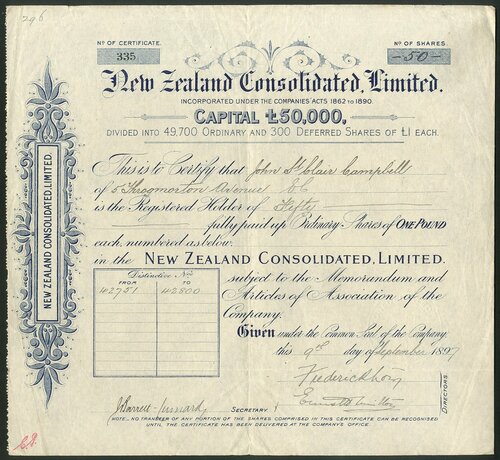 296
Nº OF CERTIFICATE. Nº OF SHARES.
335 -50-
New Zealand Consolidated, Limited.
INCORPORATED UNDER THE COMPANIES' ACTS 1862 TO 1890.
CAPITAL £50,000,
DIVIDED INTO 49,700 ORDINARY AND 300 DEFERRED SHARES OF £1 EACH.
This is to Certify that John St Clair Campbell
of 5 Throgmorton Avenue EC
is the Registered Holder of Fifty
fully paid up Ordinary Shares of ONE POUND
each, numbered as below.
in the NEW ZEALAND CONSOLIDATED, LIMITED.
subject to the Memorandum and
Articles of Association of the
Company.
Distinctive Nos
FROM TO
42751 42800
Given under the Common Seal of the Company
this 9th day of September 1897
Frederick
Ernest Hamilton
DIRECTORS
J Barrett-Lennard SECRETARY
NOTE._NO TRANSFER OF ANY PORTION OF THE SHARES COMPRISED IN THIS CERTIFICATE CAN BE RECOGNISED
UNTIL THE CERTIFICATE HAS BEEN DELIVERED AT THE COMPANY'S OFFICE.
NEW ZEALAND CONSOLIDATED, LIMITED.